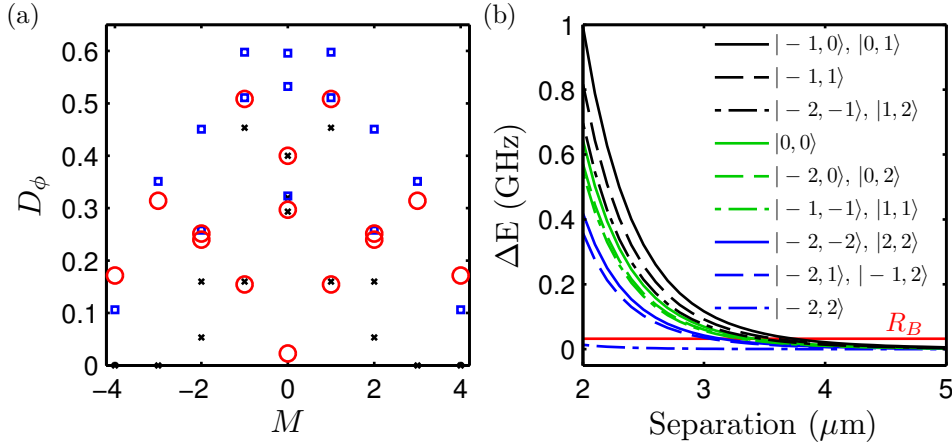 (a)
0.6
0.5
0.4
0.3
0.2
0.1
0
−4
−2
0
2
4
D_ϕ
M
(b)
1
0.8
0.6
0.4
0.2
0
2
3
4
5
ΔE (GHz)
Separation (μm)
| − 1, 0⟩, |0, 1⟩
| − 1, 1⟩
| − 2, −1⟩, |1, 2⟩
|0, 0⟩
| − 2, 0⟩, |0, 2⟩
| − 1, −1⟩, |1, 1⟩
| − 2, −2⟩, |2, 2⟩
| − 2, 1⟩, | − 1, 2⟩
| − 2, 2⟩
R_B